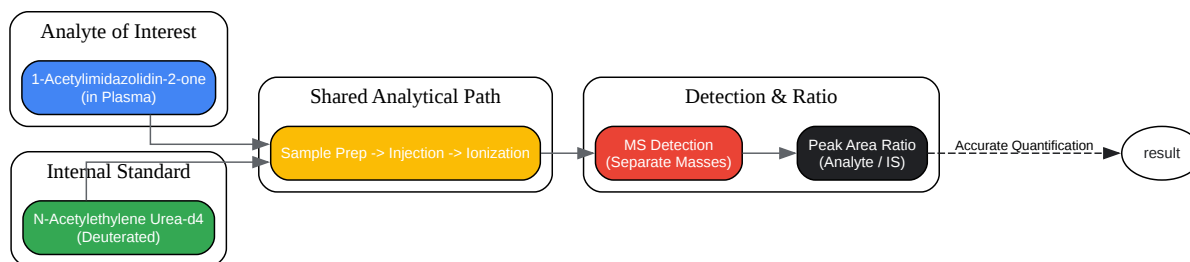 Analyte of Interest
1-Acetylimidazolidin-2-one
(in Plasma)
Internal Standard
N-Acetylethylene Urea-d4
(Deuterated)
Shared Analytical Path
Sample Prep -> Injection -> Ionization
Detection & Ratio
MS Detection
(Separate Masses)
Peak Area Ratio
(Analyte / IS)
Accurate Quantification
result